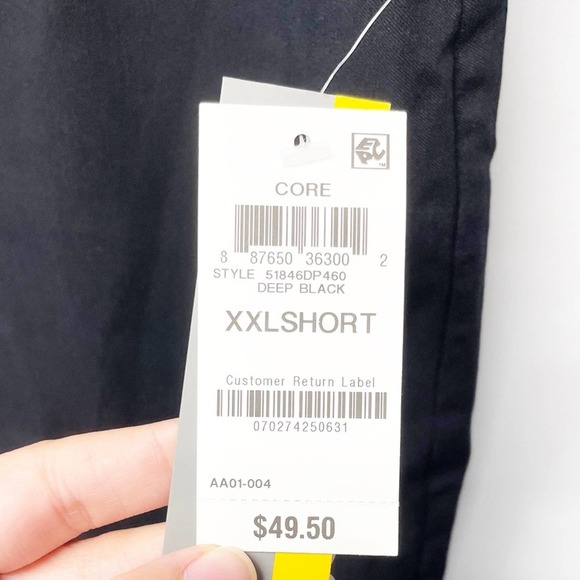 CORE
8 87650 36300 2
STYLE 51846DP460
DEEP BLACK
XXLSHORT
Customer Return Label
070274250631
AA01-004
$49.50